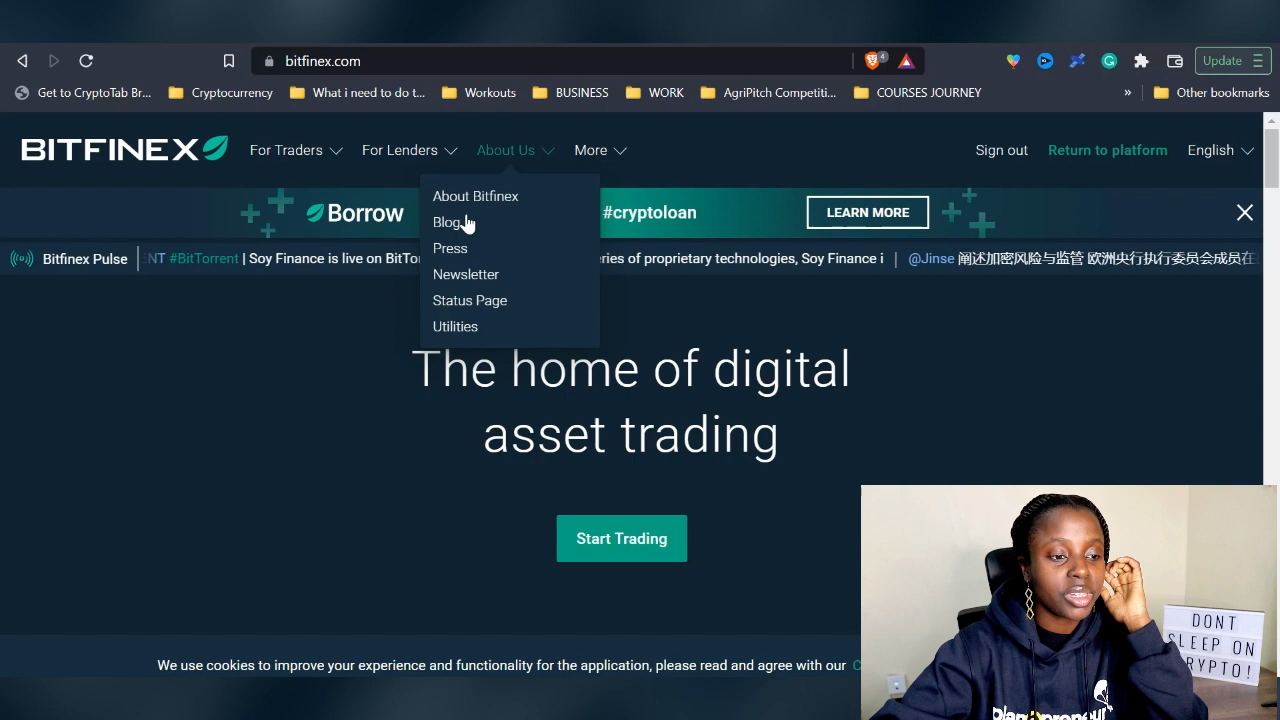 bitfinex.com
4
Update
Get to CryptoTab Br...
Cryptocurrency
What i need to do t...
Workouts
BUSINESS
WORK
AgriPitch Competiti...
COURSES JOURNEY
»
Other bookmarks
BITFINEX
For Traders
For Lenders
About Us
More
Sign out
Return to platform
English
About Bitfinex
Blog
Press
Newsletter
Status Page
Utilities
Borrow
#cryptoloan
LEARN MORE
Bitfinex Pulse
NT #BitTorrent | Soy Finance is live on BitTo
eries of proprietary technologies, Soy Finance i | @Jinse 阐述加密风险与监管 欧洲央行执行委员会成员在
The home of digital
asset trading
Start Trading
We use cookies to improve your experience and functionality for the application, please read and agree with our C
DONT
SLEEP ON
CRYPTO!